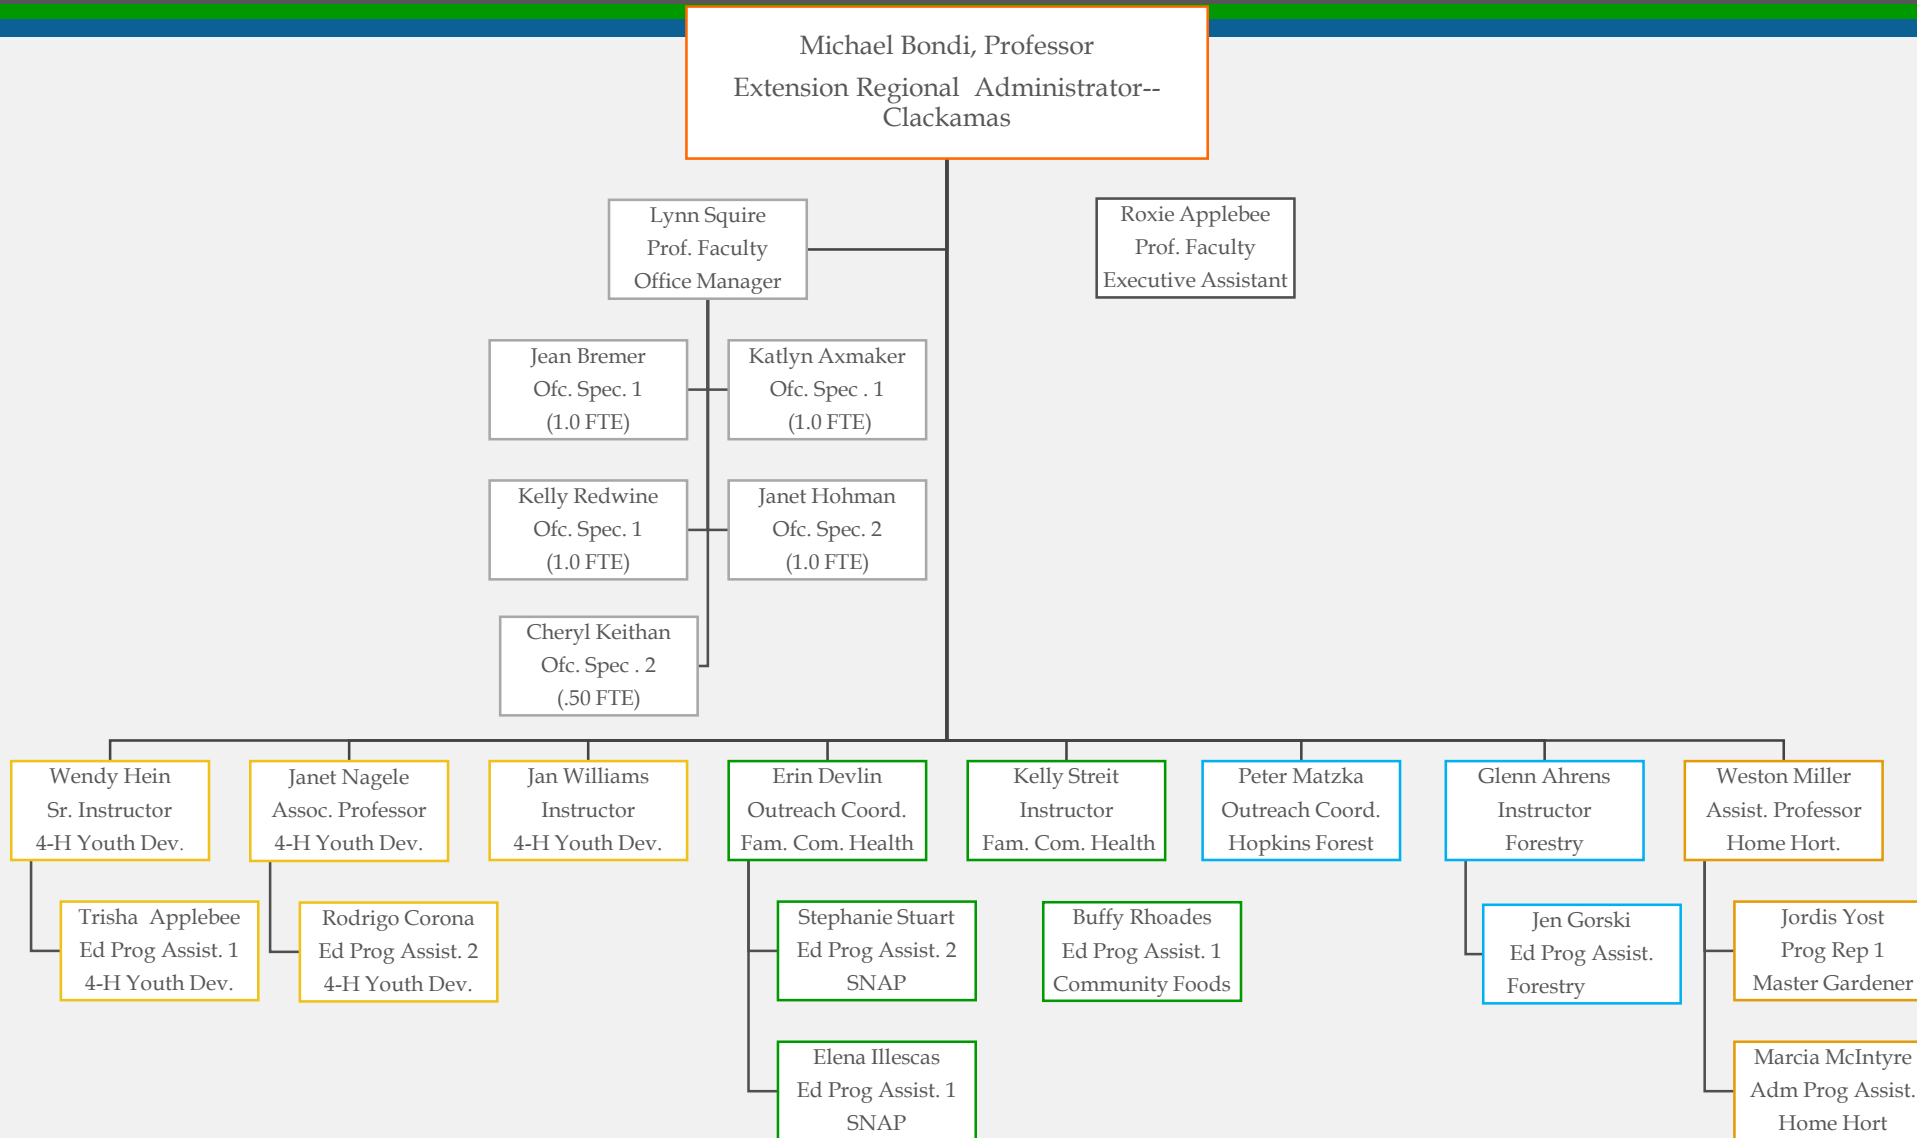 Michael Bondi, Professor
Extension Regional Administrator--
Clackamas
Lynn Squire
Prof. Faculty
Office Manager
Roxie Applebee
Prof. Faculty
Executive Assistant
Jean Bremer
Ofc. Spec. 1
(1.0 FTE)
Katlyn Axmaker
Ofc. Spec . 1
(1.0 FTE)
Kelly Redwine
Ofc. Spec. 1
(1.0 FTE)
Janet Hohman
Ofc. Spec. 2
(1.0 FTE)
Cheryl Keithan
Ofc. Spec . 2
(.50 FTE)
Wendy Hein
Sr. Instructor
4-H Youth Dev.
Janet Nagele
Assoc. Professor
4-H Youth Dev.
Jan Williams
Instructor
4-H Youth Dev.
Erin Devlin
Outreach Coord.
Fam. Com. Health
Kelly Streit
Instructor
Fam. Com. Health
Peter Matzka
Outreach Coord.
Hopkins Forest
Glenn Ahrens
Instructor
Forestry
Weston Miller
Assist. Professor
Home Hort.
Trisha Applebee
Ed Prog Assist. 1
4-H Youth Dev.
Rodrigo Corona
Ed Prog Assist. 2
4-H Youth Dev.
Stephanie Stuart
Ed Prog Assist. 2
SNAP
Buffy Rhoades
Ed Prog Assist. 1
Community Foods
Jen Gorski
Ed Prog Assist.
Forestry
Jordis Yost
Prog Rep 1
Master Gardener
Elena Illescas
Ed Prog Assist. 1
SNAP
Marcia McIntyre
Adm Prog Assist.
Home Hort